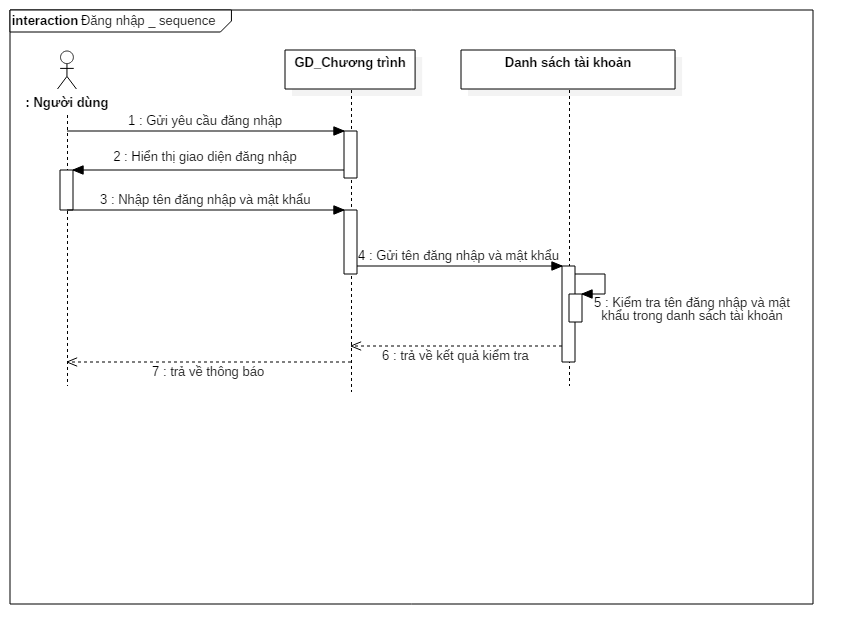 interaction Đăng nhập _ sequence
GD_Chương trình
Danh sách tài khoản
: Người dùng
1 : Gửi yêu cầu đăng nhập
2 : Hiển thị giao diện đăng nhập
3 : Nhập tên đăng nhập và mật khẩu
4 : Gửi tên đăng nhập và mật khẩu
5 : Kiểm tra tên đăng nhập và mật
khẩu trong danh sách tài khoản
6 : trả về kết quả kiểm tra
7 : trả về thông báo